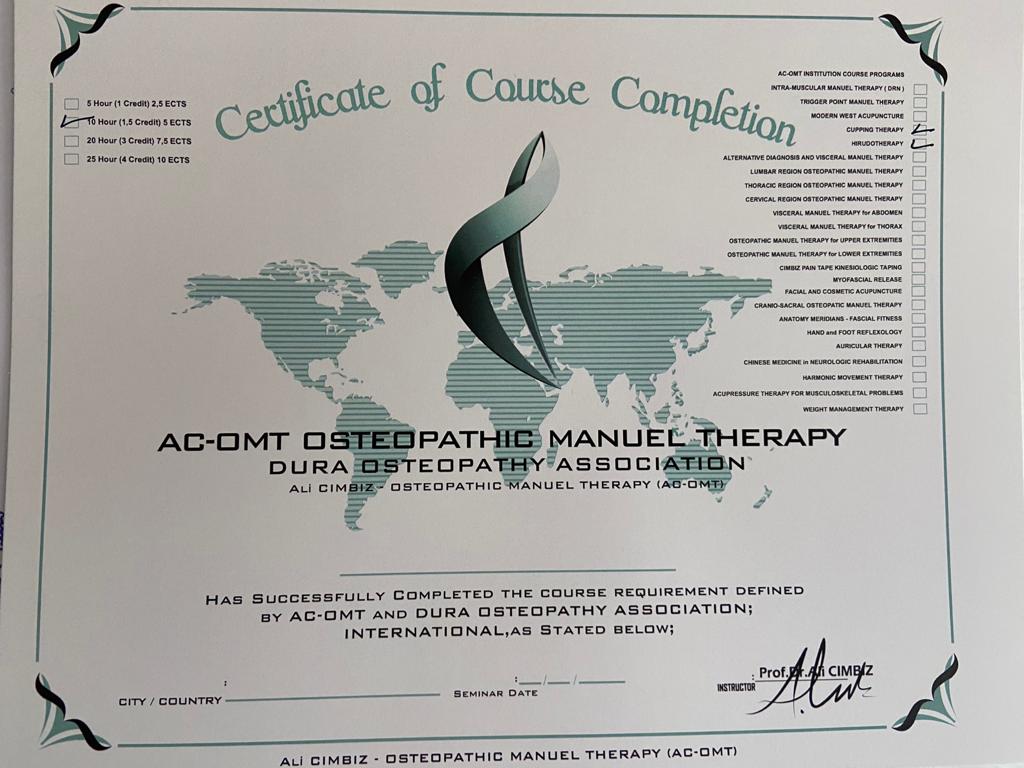 Certificate of Course Completion
5 Hour (1 Credit) 2,5 ECTS
10 Hour (1,5 Credit) 5 ECTS
20 Hour (3 Credit) 7,5 ECTS
25 Hour (4 Credit) 10 ECTS
AC-OMT INSTITUTION COURSE PROGRAMS
INTRA-MUSCULAR MANUEL THERAPY ( DRN )
TRIGGER POINT MANUEL THERAPY
MODERN WEST ACUPUNCTURE
CUPPING THERAPY
HIRUDOTHERAPY
ALTERNATIVE DIAGNOSIS AND VISCERAL MANUEL THERAPY
LUMBAR REGION OSTEOPATHIC MANUEL THERAPY
THORACIC REGION OSTEOPATHIC MANUEL THERAPY
CERVICAL REGION OSTEOPATHIC MANUEL THERAPY
VISCERAL MANUEL THERAPY for ABDOMEN
VISCERAL MANUEL THERAPY for THORAX
OSTEOPATHIC MANUEL THERAPY for UPPER EXTREMITIES
OSTEOPATHIC MANUEL THERAPY for LOWER EXTREMITIES
CIMBIZ PAIN TAPE KINESIOLOGIC TAPING
MYOFASCIAL RELEASE
FACIAL AND COSMETIC ACUPUNCTURE
CRANIO-SACRAL OSTEOPATIC MANUEL THERAPY
ANATOMY MERIDIANS - FASCIAL FITNESS
HAND and FOOT REFLEXOLOGY
AURICULAR THERAPY
CHINESE MEDICINE in NEUROLOGIC REHABILITATION
HARMONIC MOVEMENT THERAPY
ACUPRESSURE THERAPY FOR MUSCULOSKELETAL PROBLEMS
WEIGHT MANAGEMENT THERAPY
AC-OMT OSTEOPATHIC MANUEL THERAPY
DURA OSTEOPATHY ASSOCIATION
ALİ CIMBIZ - OSTEOPATHIC MANUEL THERAPY (AC-OMT)
HAS SUCCESSFULLY COMPLETED THE COURSE REQUIREMENT DEFINED
BY AC-OMT AND DURA OSTEOPATHY ASSOCIATION;
INTERNATIONAL,AS STATED BELOW;
CITY / COUNTRY :
SEMINAR DATE : __/__/____
INSTRUCTOR : Prof.Dr.Ali CIMBIZ
ALİ CIMBIZ - OSTEOPATHIC MANUEL THERAPY (AC-OMT)